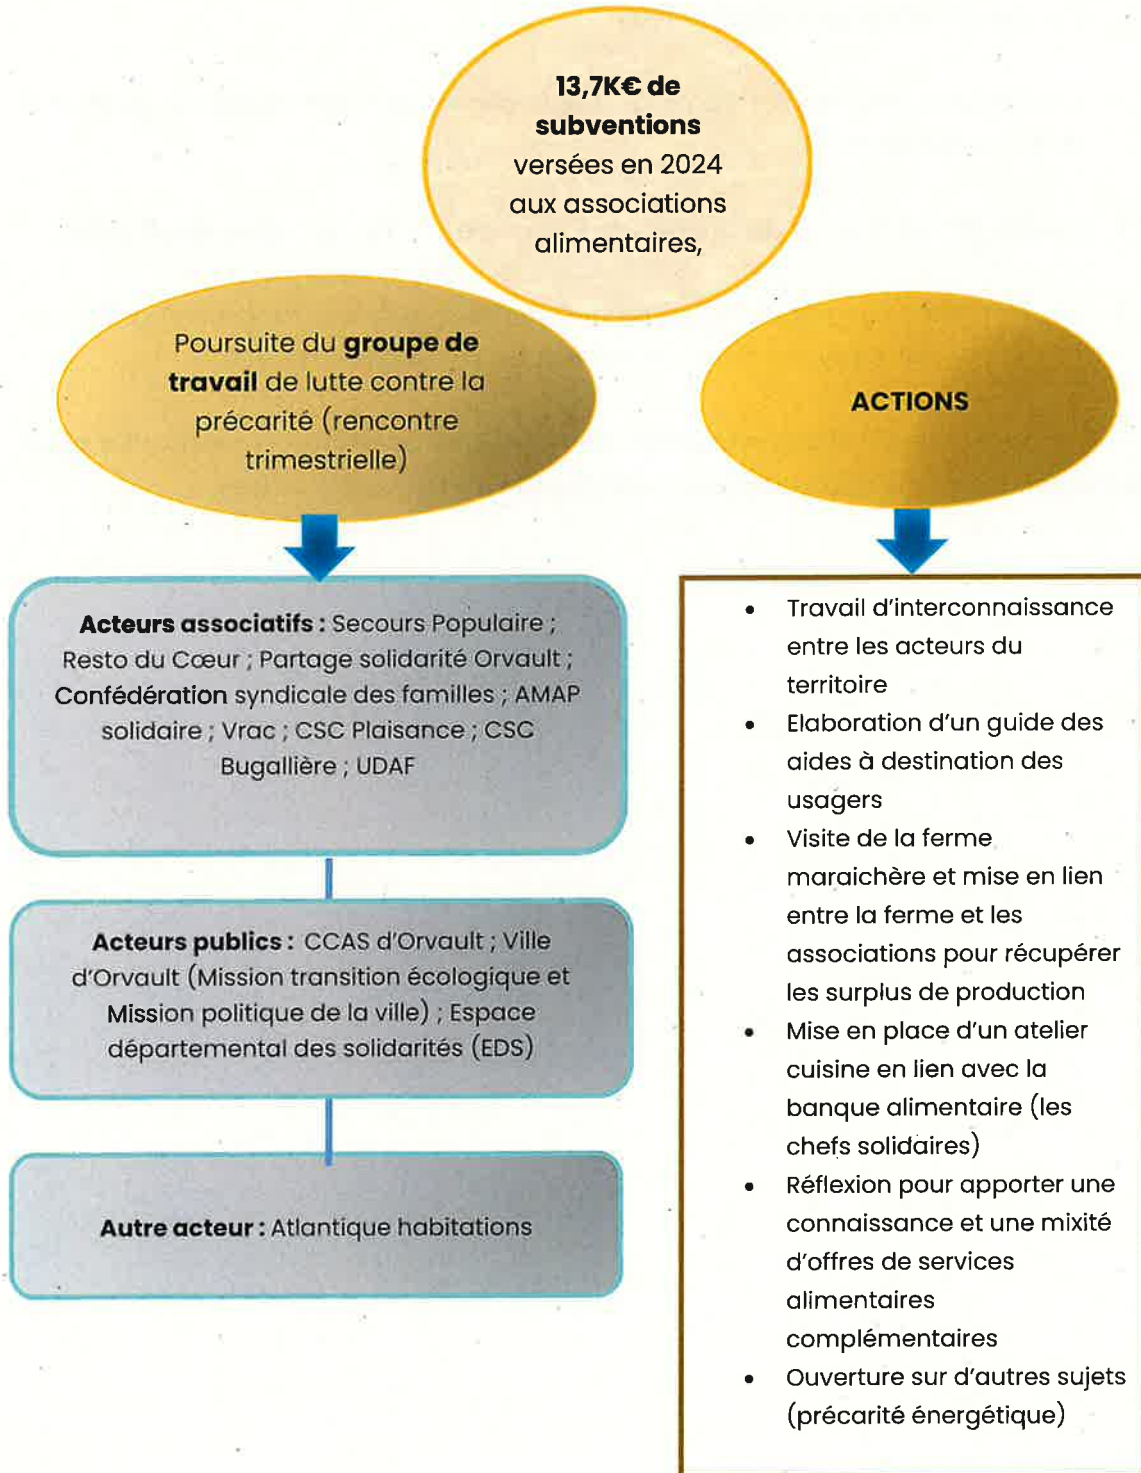 13,7K€ de
subventions
versées en 2024
aux associations
alimentaires,
Poursuite du groupe de
travail de lutte contre la
précarité (rencontre
trimestrielle)
ACTIONS
Acteurs associatifs : Secours Populaire ;
Resto du Cœur ; Partage solidarité Orvault ;
Confédération syndicale des familles ; AMAP
solidaire ; Vrac ; CSC Plaisance ; CSC
Bugallière ; UDAF
Acteurs publics : CCAS d'Orvault ; Ville
d'Orvault (Mission transition écologique et
Mission politique de la ville) ; Espace
départemental des solidarités (EDS)
Autre acteur : Atlantique habitations
• Travail d'interconnaissance
entre les acteurs du
territoire
• Elaboration d'un guide des
aides à destination des
usagers
• Visite de la ferme
maraichère et mise en lien
entre la ferme et les
associations pour récupérer
les surplus de production
• Mise en place d'un atelier
cuisine en lien avec la
banque alimentaire (les
chefs solidaires)
• Réflexion pour apporter une
connaissance et une mixité
d'offres de services
alimentaires
complémentaires
• Ouverture sur d'autres sujets
(précarité énergétique)